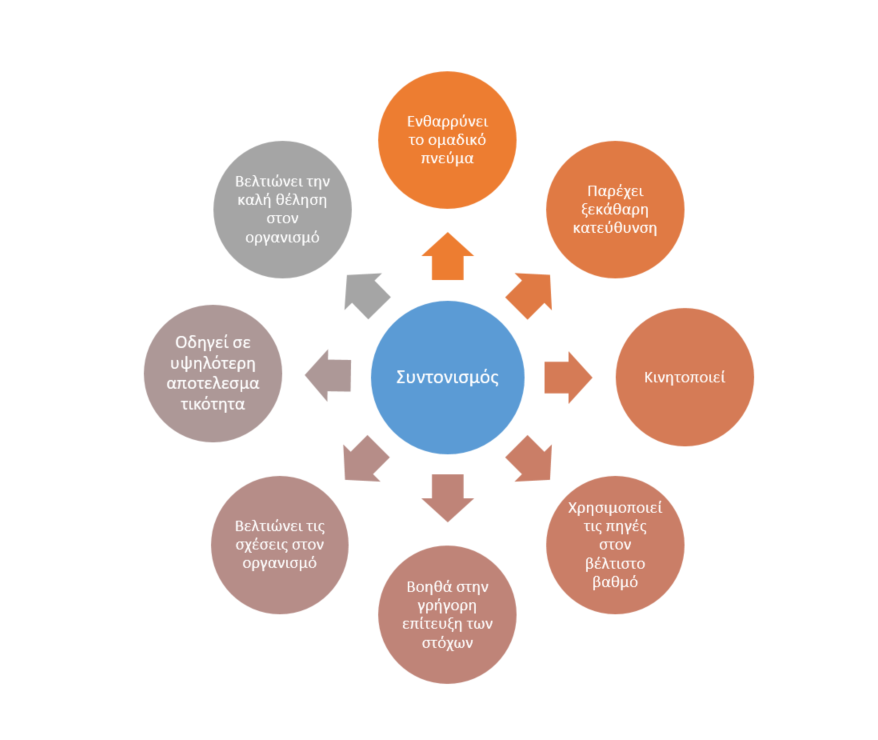 Ενθαρρύνει
το ομαδικό
πνεύμα
Παρέχει
ξεκάθαρη
κατεύθυνση
Κινητοποιεί
Χρησιμοποιεί
τις πηγές
στον
βέλτιστο
βαθμό
Βοηθά στην
γρήγορη
επίτευξη των
στόχων
Βελτιώνει τις
σχέσεις στον
οργανισμό
Οδηγεί σε
υψηλότερη
αποτελεσμα
τικότητα
Βελτιώνει την
καλή θέληση
στον
οργανισμό
Συντονισμός